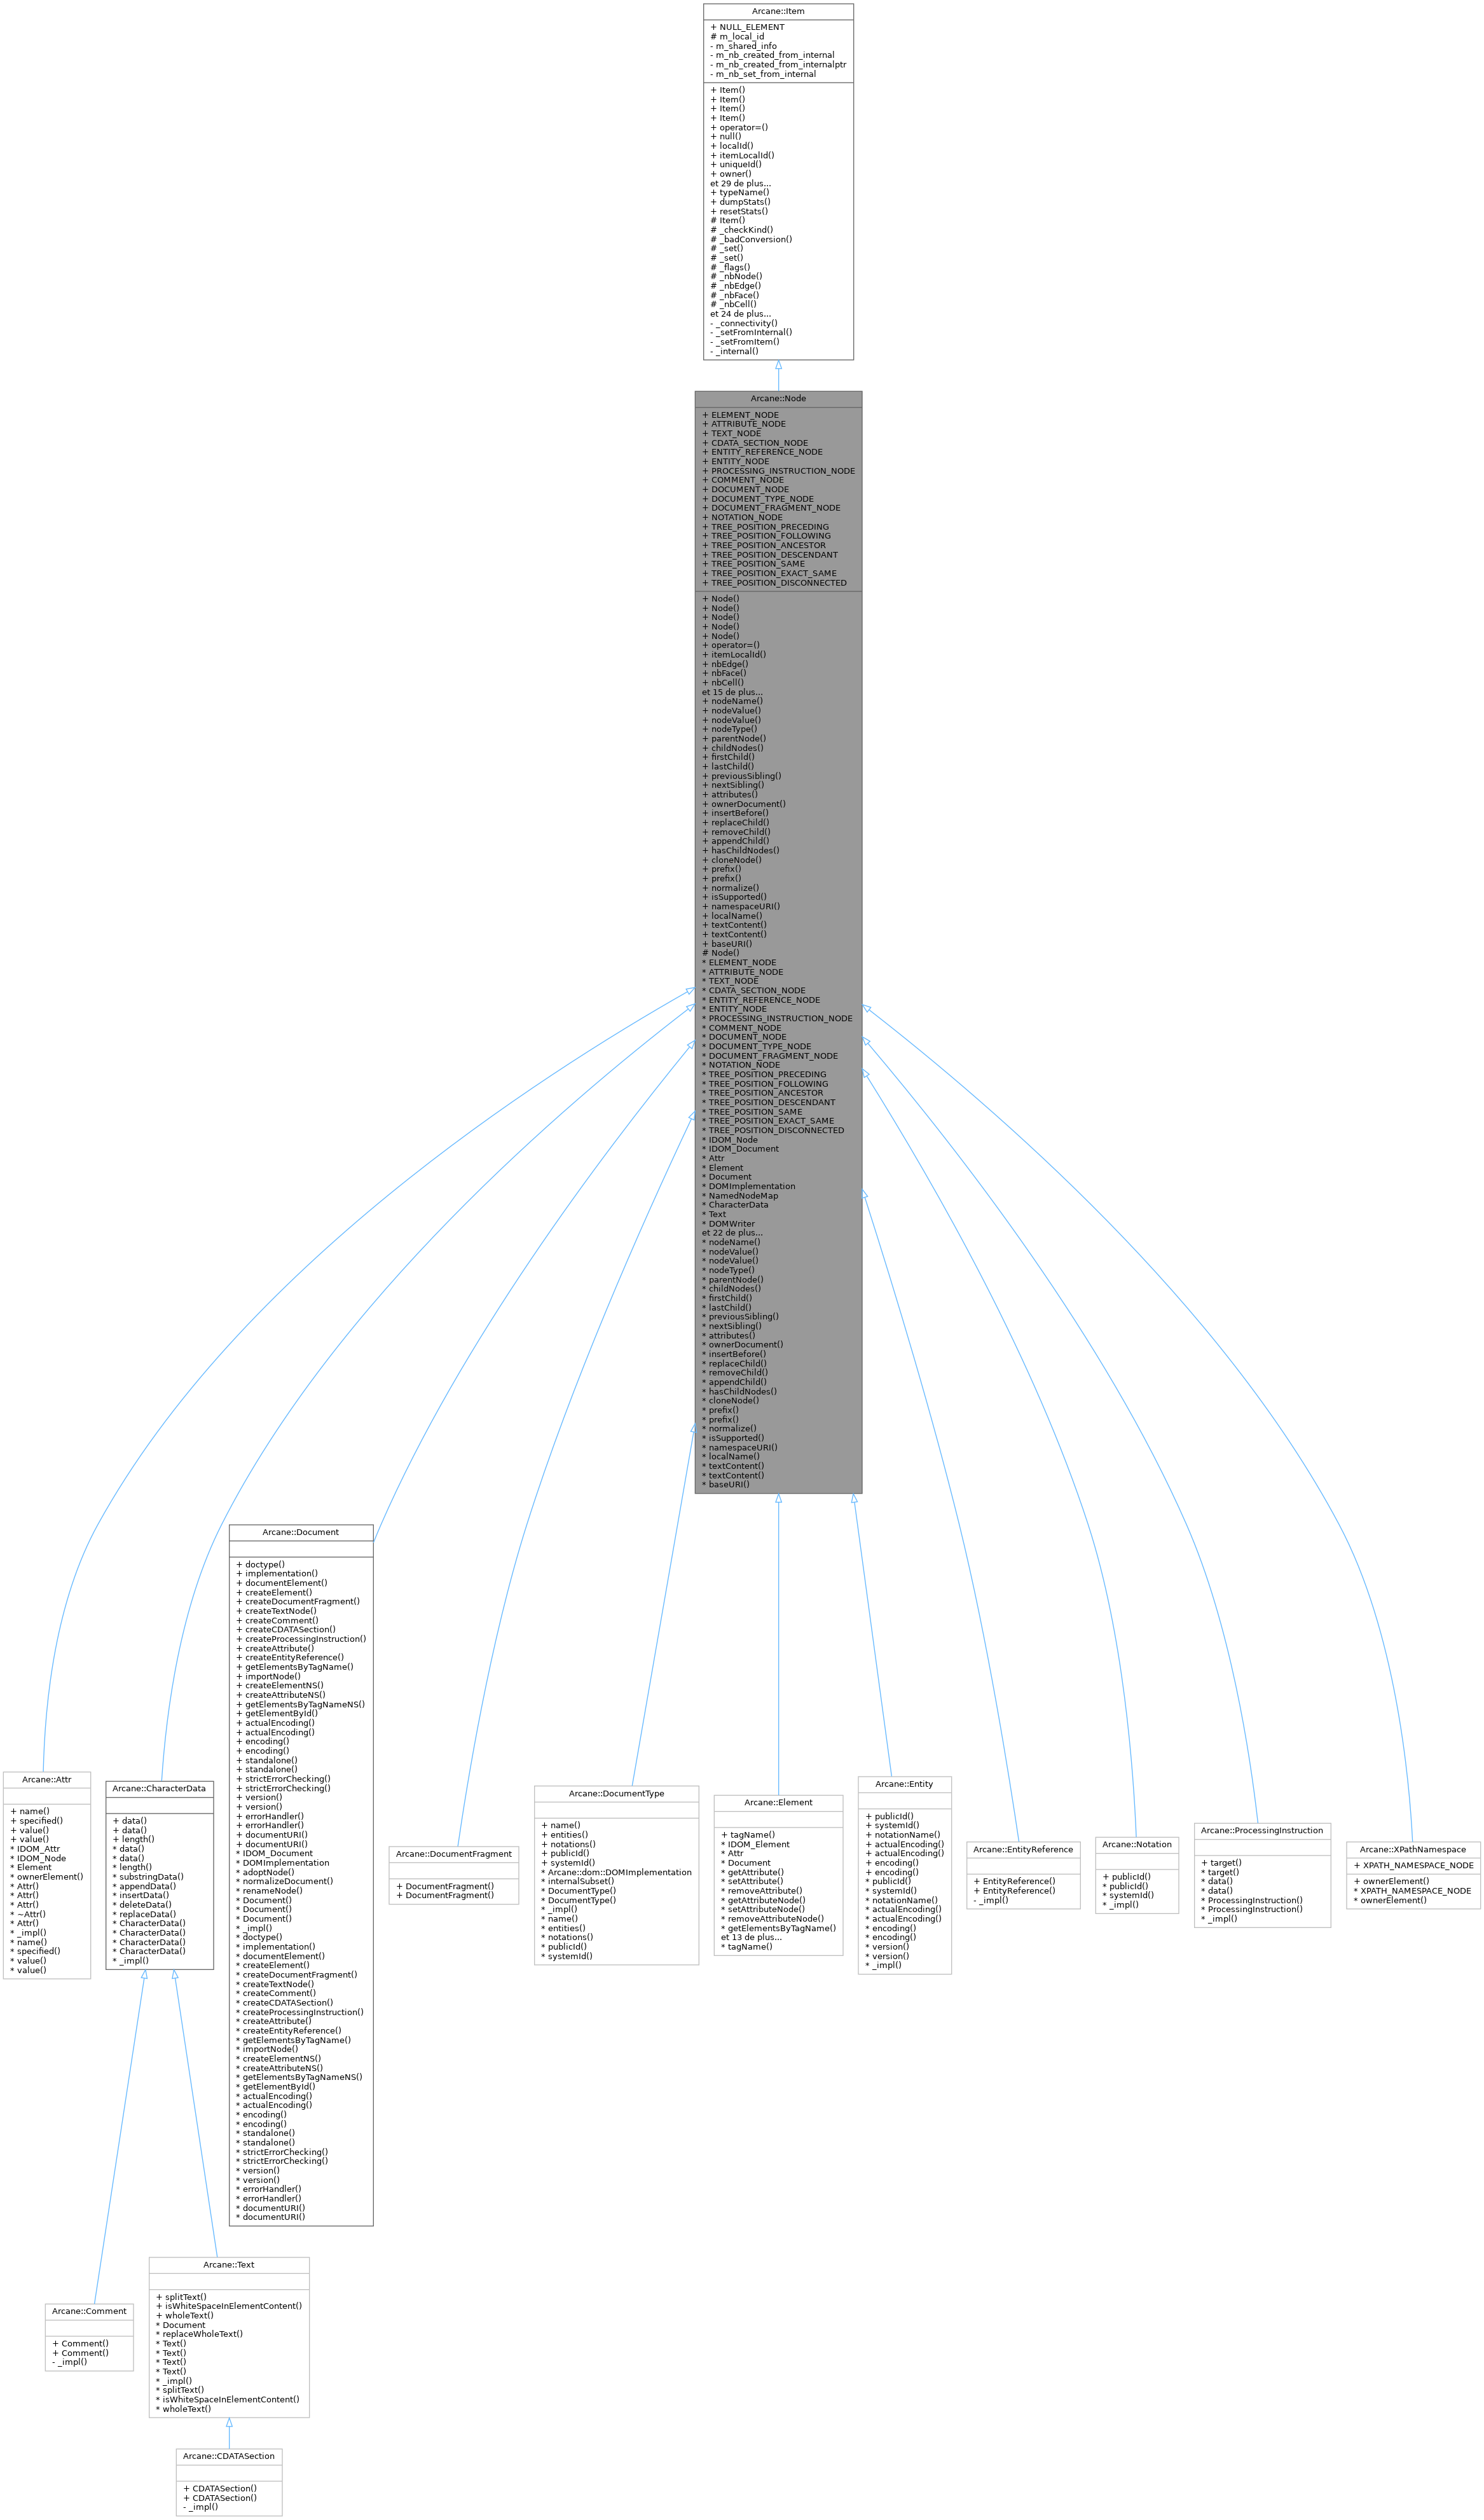 Arcane::Item
+ NULL_ELEMENT
# m_local_id
- m_shared_info
- m_nb_created_from_internal
- m_nb_created_from_internalptr
- m_nb_set_from_internal
+ Item()
+ Item()
+ Item()
+ Item()
+ operator=()
+ null()
+ localId()
+ itemLocalId()
+ uniqueId()
+ owner()
et 29 de plus...
+ typeName()
+ dumpStats()
+ resetStats()
# Item()
# _checkKind()
# _badConversion()
# _set()
# _set()
# _flags()
# _nbNode()
# _nbEdge()
# _nbFace()
# _nbCell()
et 24 de plus...
- _connectivity()
- _setFromInternal()
- _setFromItem()
- _internal()
Arcane::Node
+ ELEMENT_NODE
+ ATTRIBUTE_NODE
+ TEXT_NODE
+ CDATA_SECTION_NODE
+ ENTITY_REFERENCE_NODE
+ ENTITY_NODE
+ PROCESSING_INSTRUCTION_NODE
+ COMMENT_NODE
+ DOCUMENT_NODE
+ DOCUMENT_TYPE_NODE
+ DOCUMENT_FRAGMENT_NODE
+ NOTATION_NODE
+ TREE_POSITION_PRECEDING
+ TREE_POSITION_FOLLOWING
+ TREE_POSITION_ANCESTOR
+ TREE_POSITION_DESCENDANT
+ TREE_POSITION_SAME
+ TREE_POSITION_EXACT_SAME
+ TREE_POSITION_DISCONNECTED
+ Node()
+ Node()
+ Node()
+ Node()
+ Node()
+ operator=()
+ itemLocalId()
+ nbEdge()
+ nbFace()
+ nbCell()
et 15 de plus...
+ nodeName()
+ nodeValue()
+ nodeValue()
+ nodeType()
+ parentNode()
+ childNodes()
+ firstChild()
+ lastChild()
+ previousSibling()
+ nextSibling()
+ attributes()
+ ownerDocument()
+ insertBefore()
+ replaceChild()
+ removeChild()
+ appendChild()
+ hasChildNodes()
+ cloneNode()
+ prefix()
+ prefix()
+ normalize()
+ isSupported()
+ namespaceURI()
+ localName()
+ textContent()
+ textContent()
+ baseURI()
# Node()
* ELEMENT_NODE
* ATTRIBUTE_NODE
* TEXT_NODE
* CDATA_SECTION_NODE
* ENTITY_REFERENCE_NODE
* ENTITY_NODE
* PROCESSING_INSTRUCTION_NODE
* COMMENT_NODE
* DOCUMENT_NODE
* DOCUMENT_TYPE_NODE
* DOCUMENT_FRAGMENT_NODE
* NOTATION_NODE
* TREE_POSITION_PRECEDING
* TREE_POSITION_FOLLOWING
* TREE_POSITION_ANCESTOR
* TREE_POSITION_DESCENDANT
* TREE_POSITION_SAME
* TREE_POSITION_EXACT_SAME
* TREE_POSITION_DISCONNECTED
* IDOM_Node
* IDOM_Document
* Attr
* Element
* Document
* DOMImplementation
* NamedNodeMap
* CharacterData
* Text
* DOMWriter
et 22 de plus...
* nodeName()
* nodeValue()
* nodeValue()
* nodeType()
* parentNode()
* childNodes()
* firstChild()
* lastChild()
* previousSibling()
* nextSibling()
* attributes()
* ownerDocument()
* insertBefore()
* replaceChild()
* removeChild()
* appendChild()
* hasChildNodes()
* cloneNode()
* prefix()
* prefix()
* normalize()
* isSupported()
* namespaceURI()
* localName()
* textContent()
* textContent()
* baseURI()
Arcane::Attr
+ name()
+ specified()
+ value()
+ value()
* IDOM_Attr
* IDOM_Node
* Element
* ownerElement()
* Attr()
* Attr()
* Attr()
* ~Attr()
* Attr()
* _impl()
* name()
* specified()
* value()
* value()
Arcane::CharacterData
+ data()
+ data()
+ length()
* data()
* data()
* length()
* substringData()
* appendData()
* insertData()
* deleteData()
* replaceData()
* CharacterData()
* CharacterData()
* CharacterData()
* CharacterData()
* _impl()
Arcane::Document
+ doctype()
+ implementation()
+ documentElement()
+ createElement()
+ createDocumentFragment()
+ createTextNode()
+ createComment()
+ createCDATASection()
+ createProcessingInstruction()
+ createAttribute()
+ createEntityReference()
+ getElementsByTagName()
+ importNode()
+ createElementNS()
+ createAttributeNS()
+ getElementsByTagNameNS()
+ getElementById()
+ actualEncoding()
+ actualEncoding()
+ encoding()
+ encoding()
+ standalone()
+ standalone()
+ strictErrorChecking()
+ strictErrorChecking()
+ version()
+ version()
+ errorHandler()
+ errorHandler()
+ documentURI()
+ documentURI()
* IDOM_Document
* DOMImplementation
* adoptNode()
* normalizeDocument()
* renameNode()
* Document()
* Document()
* Document()
* _impl()
* doctype()
* implementation()
* documentElement()
* createElement()
* createDocumentFragment()
* createTextNode()
* createComment()
* createCDATASection()
* createProcessingInstruction()
* createAttribute()
* createEntityReference()
* getElementsByTagName()
* importNode()
* createElementNS()
* createAttributeNS()
* getElementsByTagNameNS()
* getElementById()
* actualEncoding()
* actualEncoding()
* encoding()
* encoding()
* standalone()
* standalone()
* strictErrorChecking()
* strictErrorChecking()
* version()
* version()
* errorHandler()
* errorHandler()
* documentURI()
* documentURI()
Arcane::DocumentFragment
+ DocumentFragment()
+ DocumentFragment()
Arcane::DocumentType
+ name()
+ entities()
+ notations()
+ publicId()
+ systemId()
* Arcane::dom::DOMImplementation
* internalSubset()
* DocumentType()
* DocumentType()
* _impl()
* name()
* entities()
* notations()
* publicId()
* systemId()
Arcane::Element
+ tagName()
* IDOM_Element
* Attr
* Document
* getAttribute()
* setAttribute()
* removeAttribute()
* getAttributeNode()
* setAttributeNode()
* removeAttributeNode()
* getElementsByTagName()
et 13 de plus...
* tagName()
Arcane::Entity
+ publicId()
+ systemId()
+ notationName()
+ actualEncoding()
+ actualEncoding()
+ encoding()
+ encoding()
* publicId()
* systemId()
* notationName()
* actualEncoding()
* actualEncoding()
* encoding()
* encoding()
* version()
* version()
* _impl()
Arcane::EntityReference
+ EntityReference()
+ EntityReference()
- _impl()
Arcane::Notation
+ publicId()
* publicId()
* systemId()
* _impl()
Arcane::ProcessingInstruction
+ target()
* target()
* data()
* data()
* ProcessingInstruction()
* ProcessingInstruction()
* _impl()
Arcane::XPathNamespace
+ XPATH_NAMESPACE_NODE
+ ownerElement()
* XPATH_NAMESPACE_NODE
* ownerElement()
Arcane::Comment
+ Comment()
+ Comment()
- _impl()
Arcane::Text
+ splitText()
+ isWhiteSpaceInElementContent()
+ wholeText()
* Document
* replaceWholeText()
* Text()
* Text()
* Text()
* Text()
* _impl()
* splitText()
* isWhiteSpaceInElementContent()
* wholeText()
Arcane::CDATASection
+ CDATASection()
+ CDATASection()
- _impl()